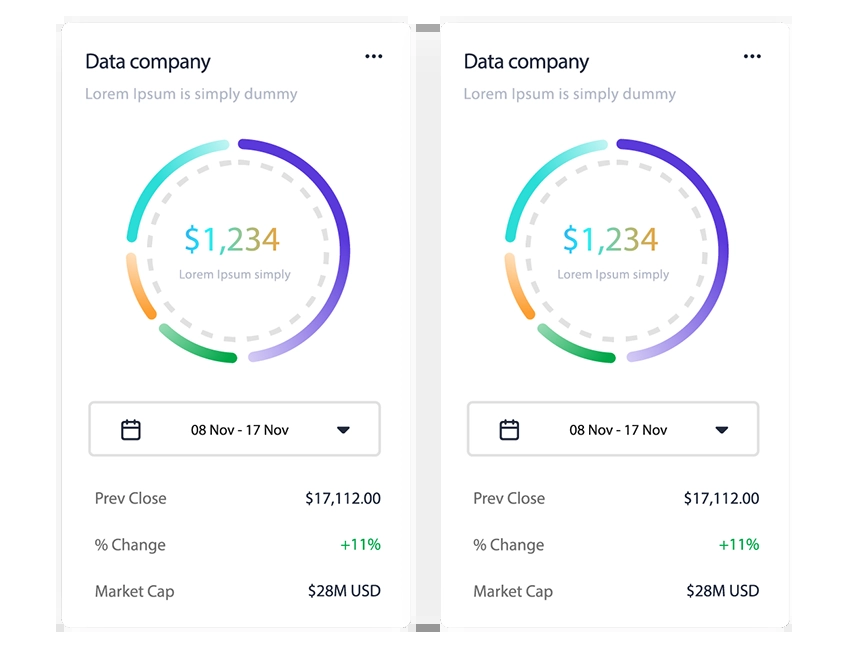 Data company
Lorem Ipsum is simply dummy
$1,234
Lorem Ipsum simply
08 Nov - 17 Nov
Prev Close $17,112.00
% Change +11%
Market Cap $28M USD
Data company
Lorem Ipsum is simply dummy
$1,234
Lorem Ipsum simply
08 Nov - 17 Nov
Prev Close $17,112.00
% Change +11%
Market Cap $28M USD